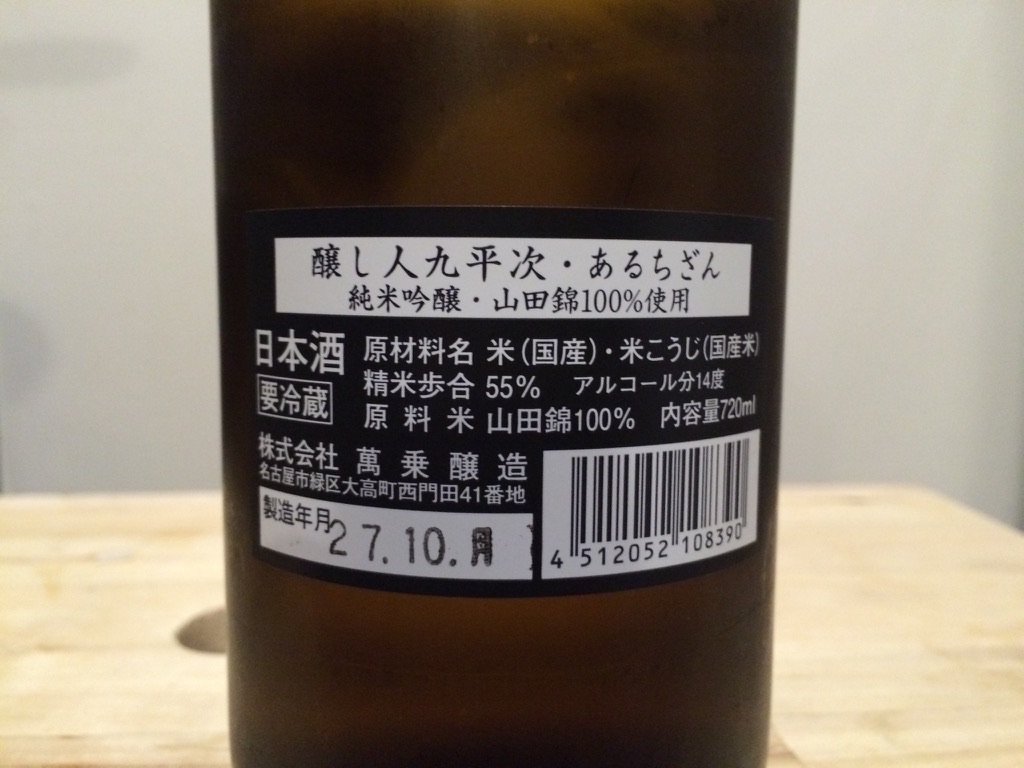 醸し人九平次・あるちざん
純米吟醸・山田錦100%使用
日本酒
要冷蔵
原材料名 米(国産)・米こうじ(国産米)
精米歩合 55% アルコール分14度
原料米 山田錦100% 内容量720ml
株式会社 萬乗醸造
名古屋市緑区大高町西門田41番地
製造年月 27.10.
4 512052 108390